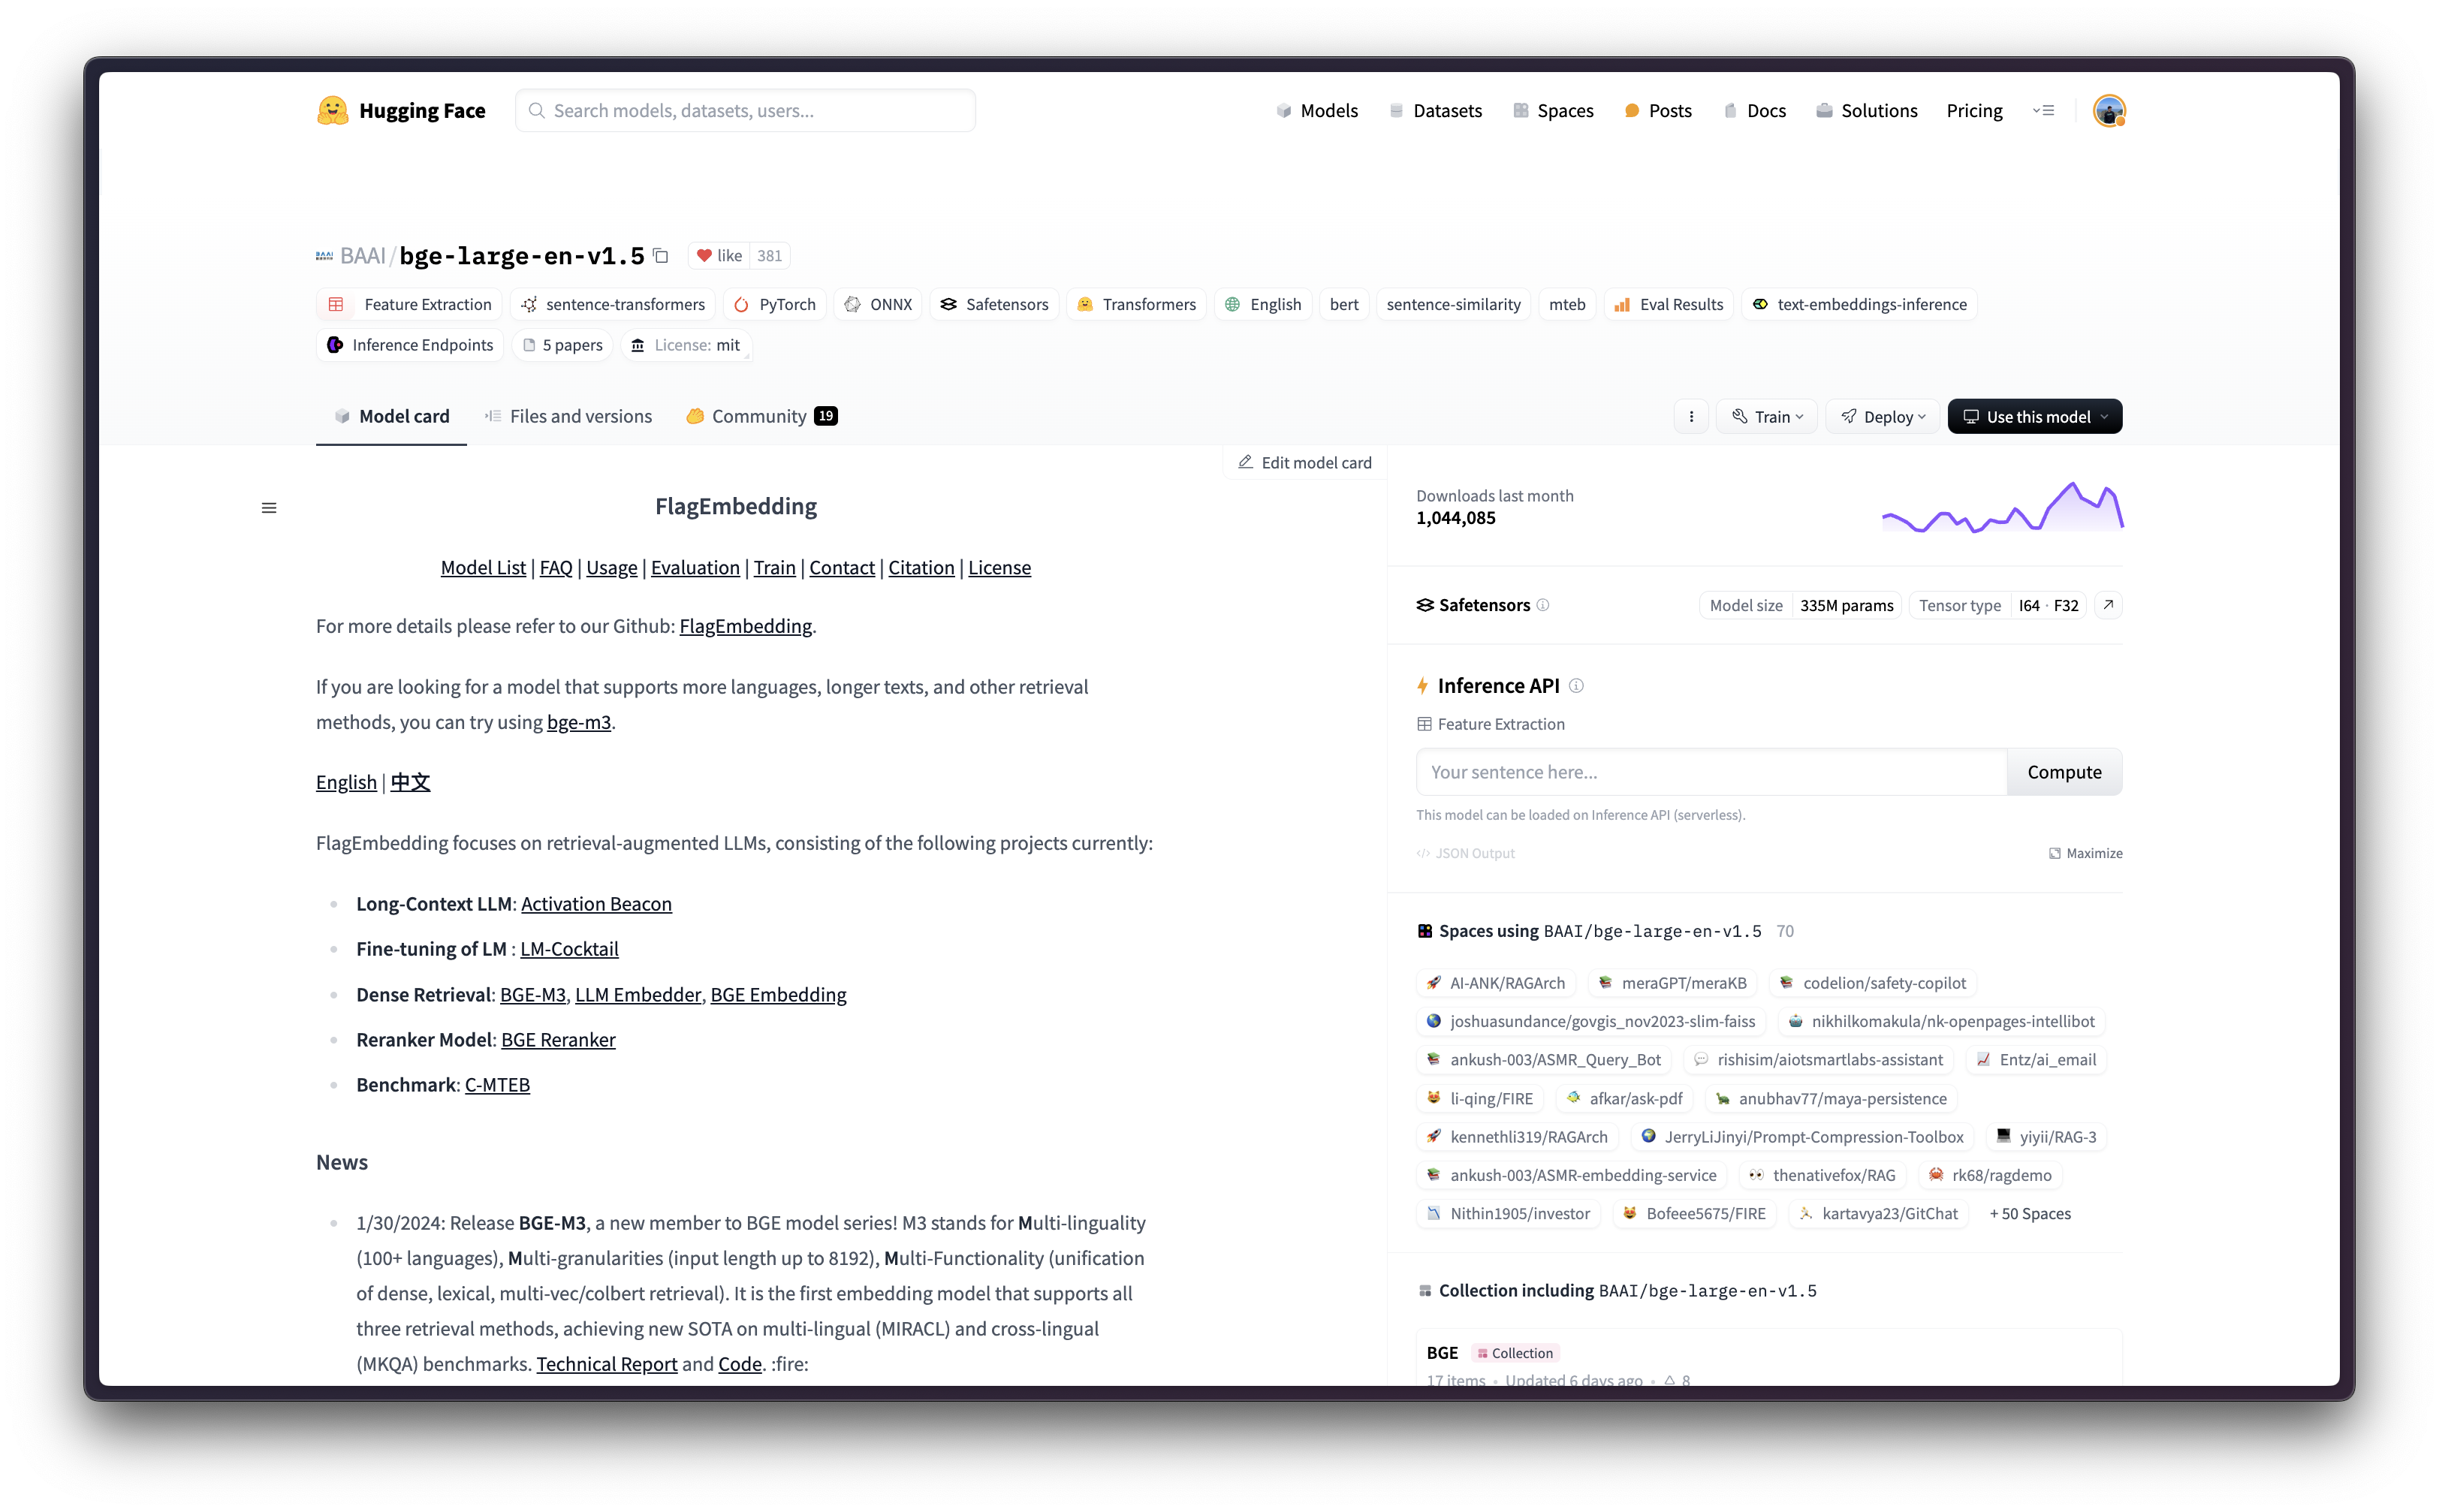 Hugging Face
Search models, datasets, users...
Models
Datasets
Spaces
Posts
Docs
Solutions
Pricing
BAAI/bge-large-en-v1.5
like 381
Feature Extraction
sentence-transformers
PyTorch
ONNX
Safetensors
Transformers
English
bert
sentence-similarity
mteb
Eval Results
text-embeddings-inference
Inference Endpoints
5 papers
License: mit
Model card
Files and versions
Community 19
Train
Deploy
Use this model
Edit model card
FlagEmbedding
Model List | FAQ | Usage | Evaluation | Train | Contact | Citation | License
For more details please refer to our Github: FlagEmbedding.
If you are looking for a model that supports more languages, longer texts, and other retrieval
methods, you can try using bge-m3.
English | 中文
FlagEmbedding focuses on retrieval-augmented LLMs, consisting of the following projects currently:
Long-Context LLM: Activation Beacon
Fine-tuning of LM : LM-Cocktail
Dense Retrieval: BGE-M3, LLM Embedder, BGE Embedding
Reranker Model: BGE Reranker
Benchmark: C-MTEB
News
1/30/2024: Release BGE-M3, a new member to BGE model series! M3 stands for Multi-linguality
(100+ languages), Multi-granularities (input length up to 8192), Multi-Functionality (unification
of dense, lexical, multi-vec/colbert retrieval). It is the first embedding model that supports all
three retrieval methods, achieving new SOTA on multi-lingual (MIRACL) and cross-lingual
(MKQA) benchmarks. Technical Report and Code. :fire:
Downloads last month
1,044,085
Safetensors
Model size 335M params
Tensor type I64 · F32
Inference API
Feature Extraction
Your sentence here...
Compute
This model can be loaded on Inference API (serverless).
</> JSON Output
Maximize
Spaces using BAAI/bge-large-en-v1.5 70
AI-ANK/RAGArch
meraGPT/meraKB
codelion/safety-copilot
joshuasundance/govgis_nov2023-slim-faiss
nikhilkomakula/nk-openpages-intellibot
ankush-003/ASMR_Query_Bot
rishisim/aiotsmartlabs-assistant
Entz/ai_email
li-qing/FIRE
afkar/ask-pdf
anubhav77/maya-persistence
kennethli319/RAGArch
JerryLiJinyi/Prompt-Compression-Toolbox
yiyii/RAG-3
ankush-003/ASMR-embedding-service
thenativefox/RAG
rk68/ragdemo
Nithin1905/investor
Bofeee5675/FIRE
kartavya23/GitChat
+ 50 Spaces
Collection including BAAI/bge-large-en-v1.5
BGE Collection
17 items • Updated 6 days ago • 8